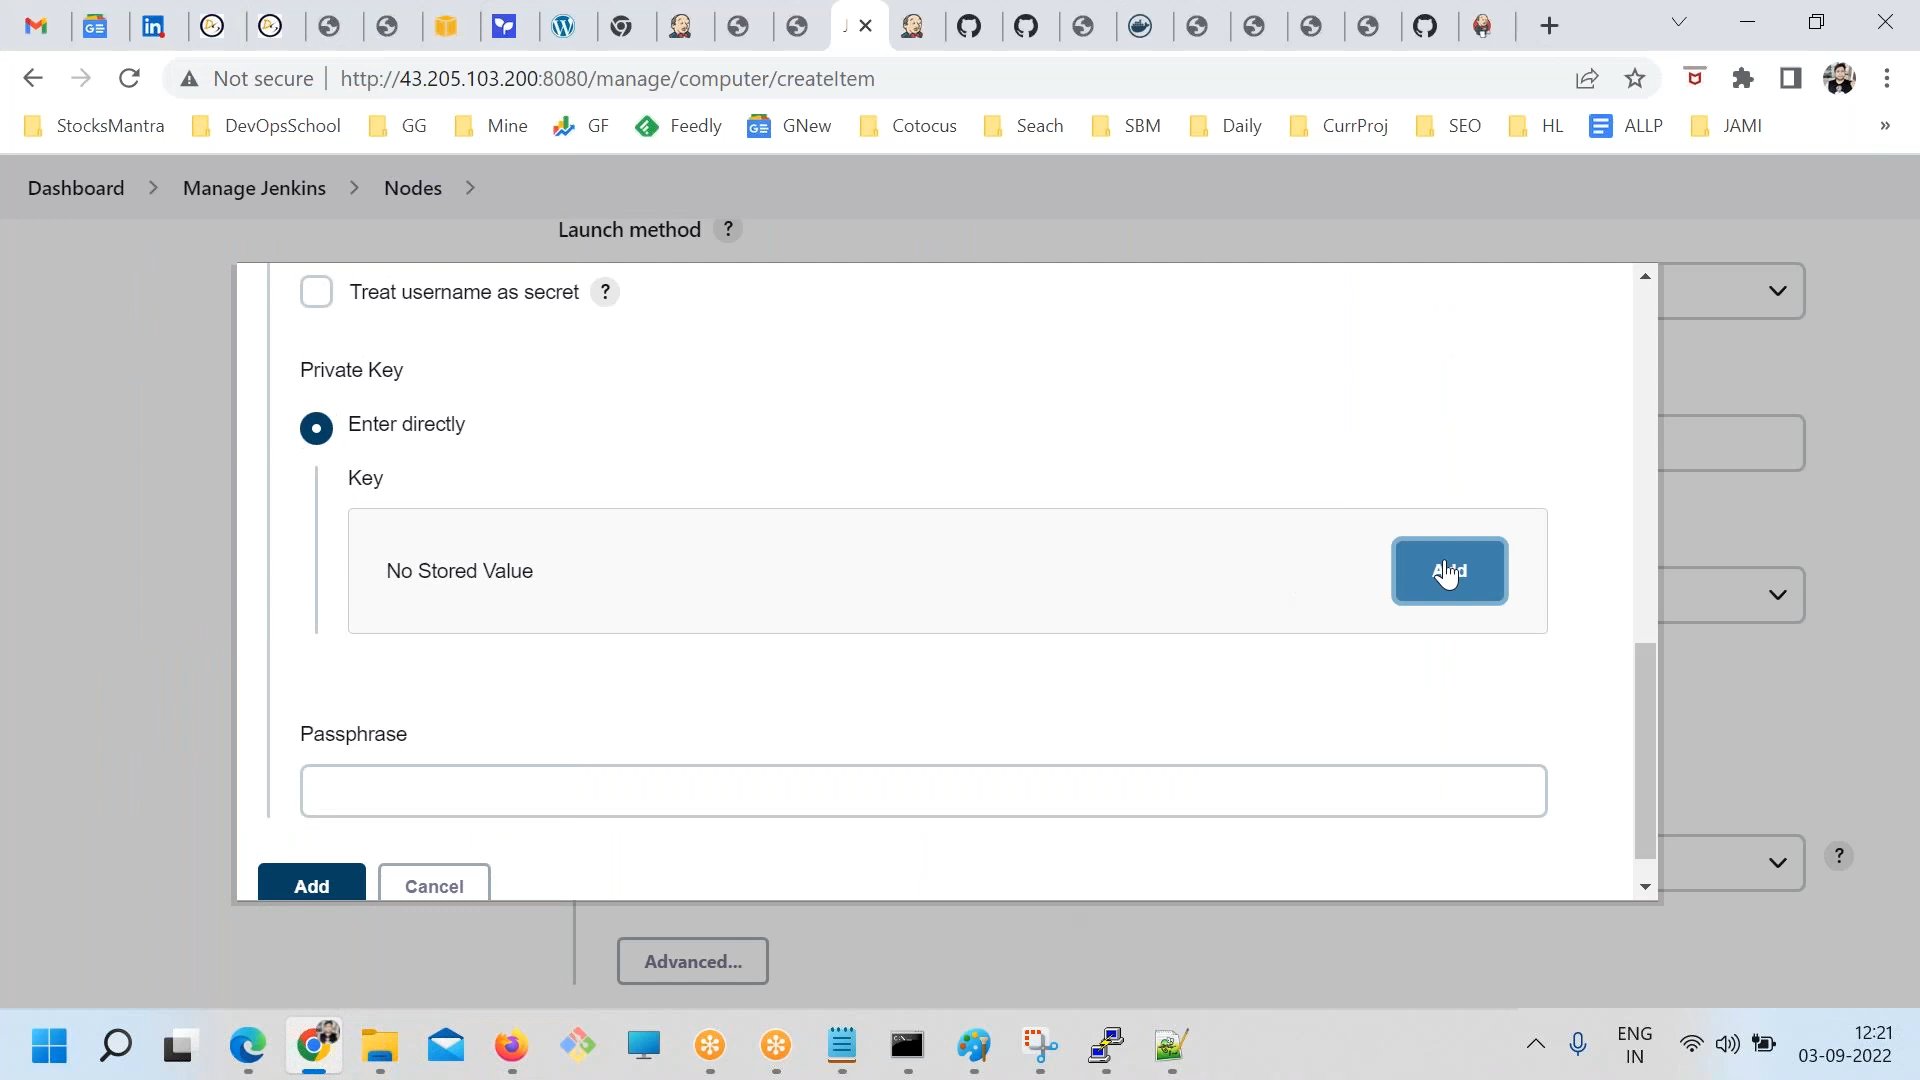 Not secure
http://43.205.103.200:8080/manage/computer/createItem
StocksMantra
DevOpsSchool
GG
Mine
GF
Feedly
GNew
Cotocus
Seach
SBM
Daily
CurrProj
SEO
HL
ALLP
JAMI
»
Dashboard
Manage Jenkins
Nodes
Launch method ?
Treat username as secret ?
Private Key
Enter directly
Key
No Stored Value
Add
Passphrase
Add
Cancel
?
Advanced...
ENG
IN
12:21
03-09-2022